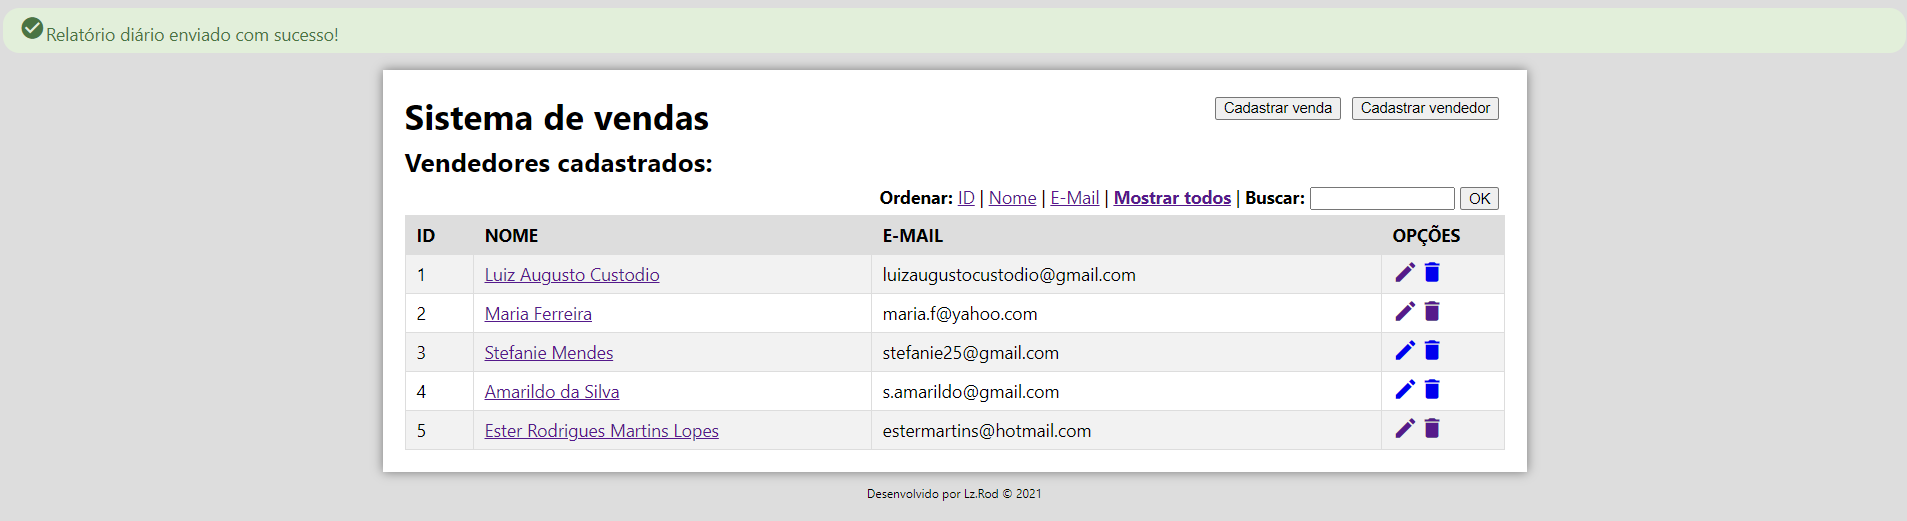 Relatório diário enviado com sucesso!
Sistema de vendas
Cadastrar venda Cadastrar vendedor
Vendedores cadastrados:
Ordenar: ID | Nome | E-Mail | Mostrar todos | Buscar: OK
ID NOME E-MAIL OPÇÕES
1 Luiz Augusto Custodio luizaugustocustodio@gmail.com
2 Maria Ferreira maria.f@yahoo.com
3 Stefanie Mendes stefanie25@gmail.com
4 Amarildo da Silva s.amarildo@gmail.com
5 Ester Rodrigues Martins Lopes estermartins@hotmail.com
Desenvolvido por Lz.Rod © 2021